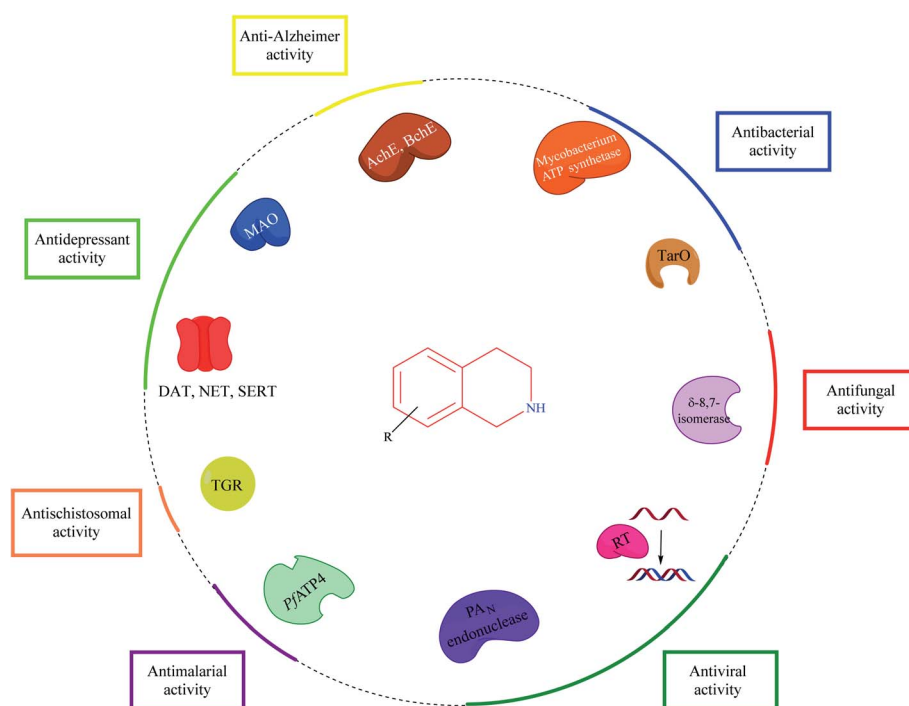 Anti-Alzheimer
activity
AchE, BchE
Mycobacterium
ATP synthetase
Antibacterial
activity
MAO
Antidepressant
activity
TarO
DAT, NET, SERT
NH
R
δ-8,7-
isomerase
Antifungal
activity
TGR
Antischistosomal
activity
RT
PfATP4
PAN
endonuclease
Antimalarial
activity
Antiviral
activity